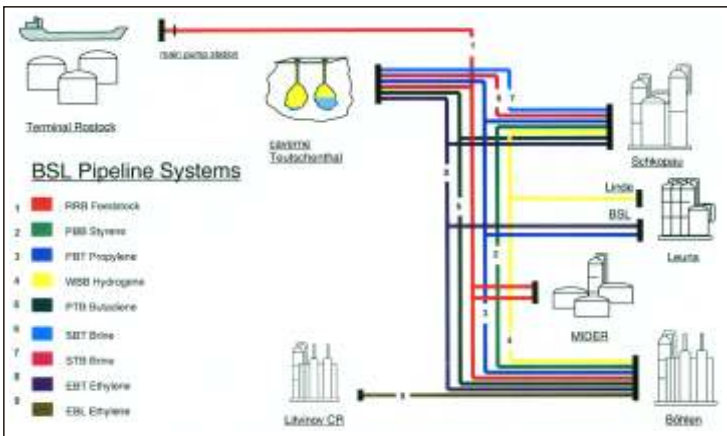 main pump station
Terminal Rostock
caverne
Teutschenthal
Schkopau
BSL Pipeline Systems
Linde
BSL
Leuna
1 RRB Feedstock
2 PBB Styrene
3 PBT Propylene
4 WSB Hydrogene
5 PTB Butadiene
6 SBT Brine
7 STB Brine
8 EBT Ethylene
9 EBL Ethylene
MIDER
Litvinov CR
Böhlen